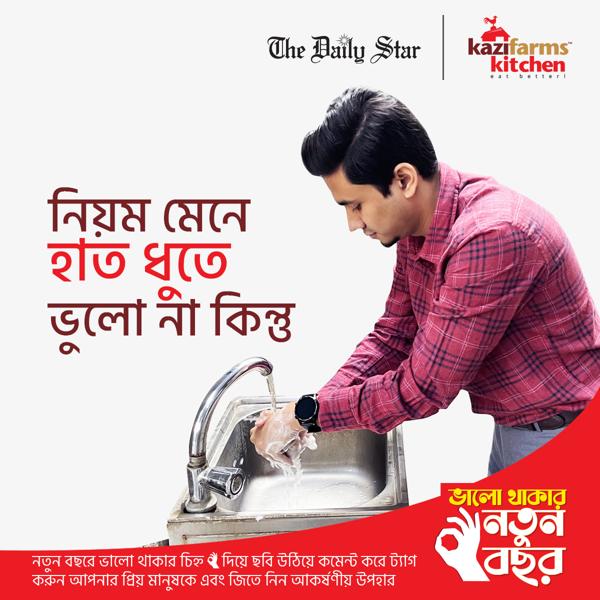 The Daily Star
kazifarms™
kitchen
eat better!
নিয়ম মেনে
হাত ধুতে
ভুলো না কিন্তু
ভালো থাকার
নতুন
বছর
নতুন বছরে ভালো থাকার চিহ্ন 👌 দিয়ে ছবি উঠিয়ে কমেন্ট করে ট্যাগ
করুন আপনার প্রিয় মানুষকে এবং জিতে নিন আকর্ষণীয় উপহার